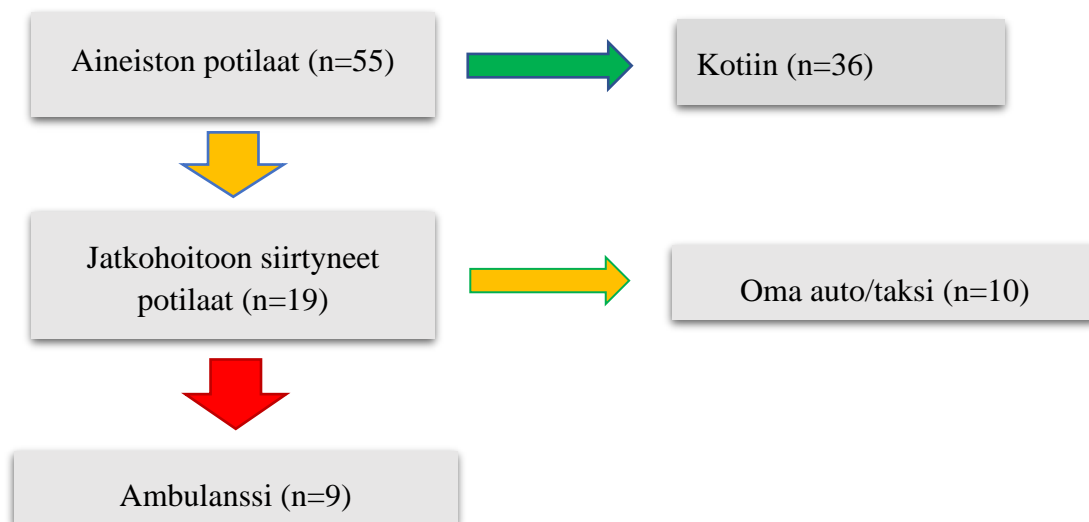 Aineiston potilaat (n=55)
Kotiin (n=36)
Jatkohoitoon siirtyneet
potilaat (n=19)
Oma auto/taksi (n=10)
Ambulanssi (n=9)